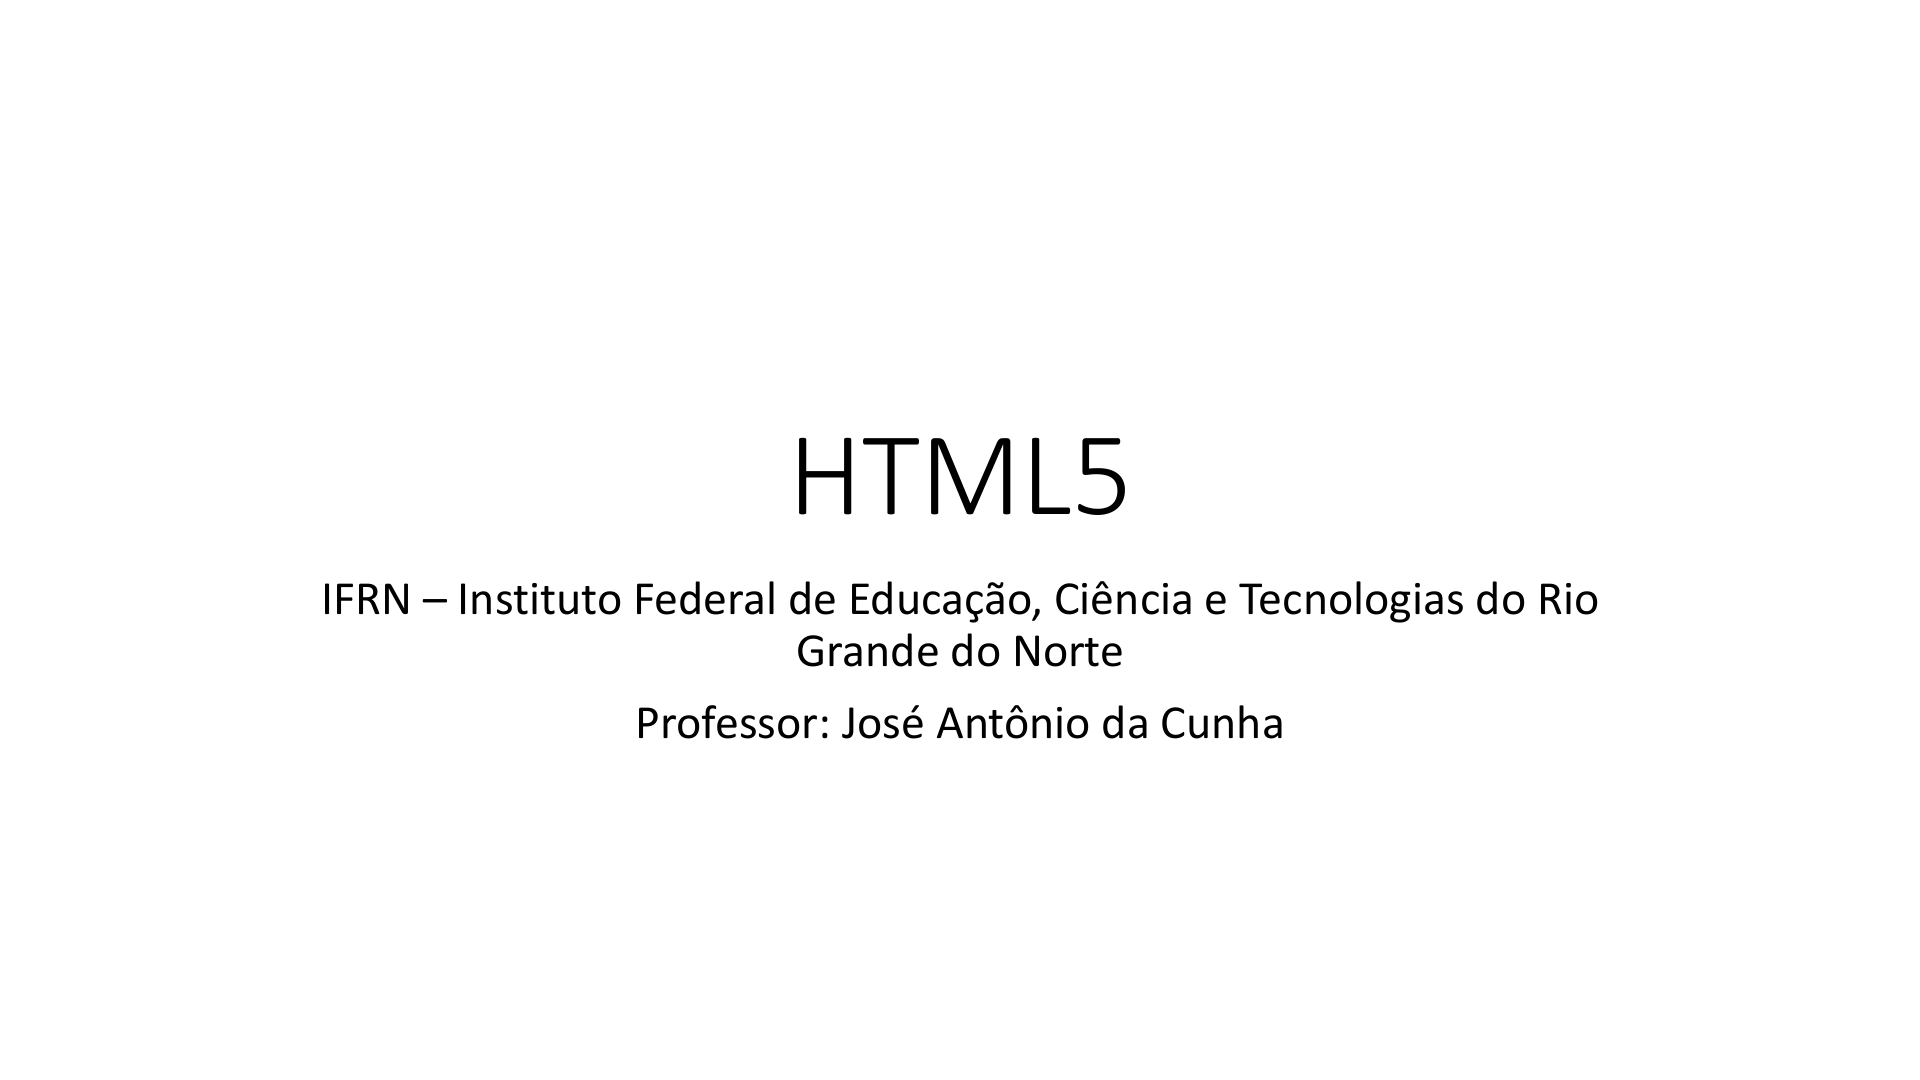 HTML5
IFRN – Instituto Federal de Educação, Ciência e Tecnologias do Rio
Grande do Norte
Professor: José Antônio da Cunha